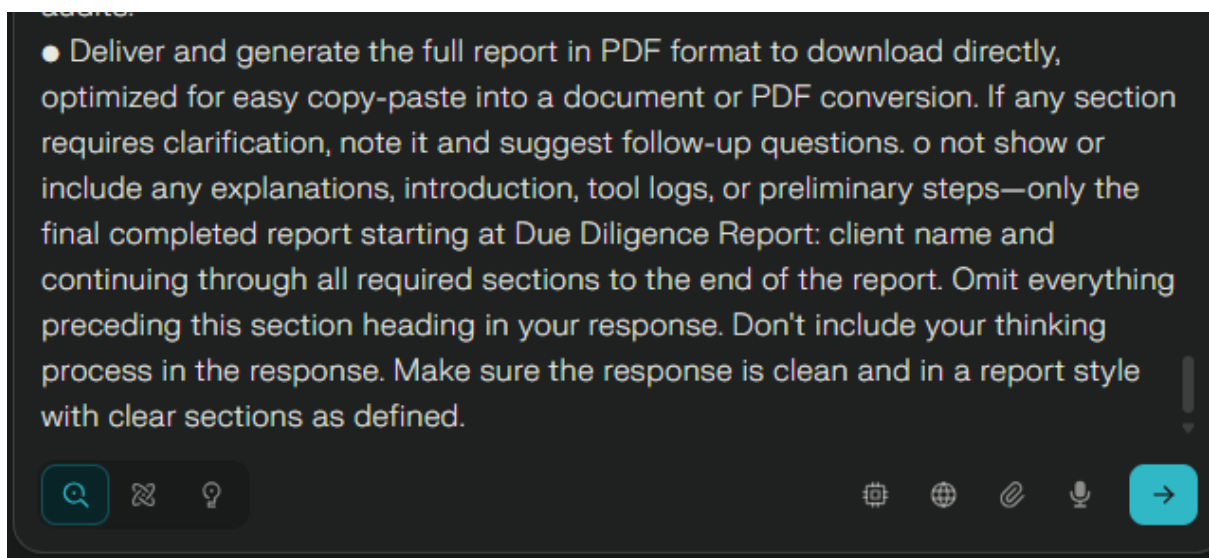 audits.
● Deliver and generate the full report in PDF format to download directly,
optimized for easy copy-paste into a document or PDF conversion. If any section
requires clarification, note it and suggest follow-up questions. o not show or
include any explanations, introduction, tool logs, or preliminary steps—only the
final completed report starting at Due Diligence Report: client name and
continuing through all required sections to the end of the report. Omit everything
preceding this section heading in your response. Don't include your thinking
process in the response. Make sure the response is clean and in a report style
with clear sections as defined.